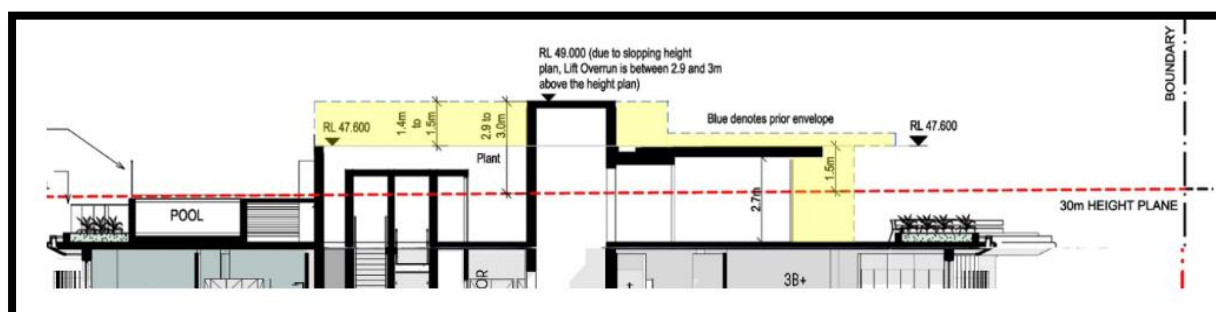 RL 49.000 (due to slopping height
plan, Lift Overrun is between 2.9 and 3m
above the height plan)
BOUNDARY
RL 47.600
1.4m
to
1.5m
2.9 to
3.0m
Blue denotes prior envelope
RL 47.600
Plant
1.5m
2.7m
POOL
30m HEIGHT PLANE
OR
3B+